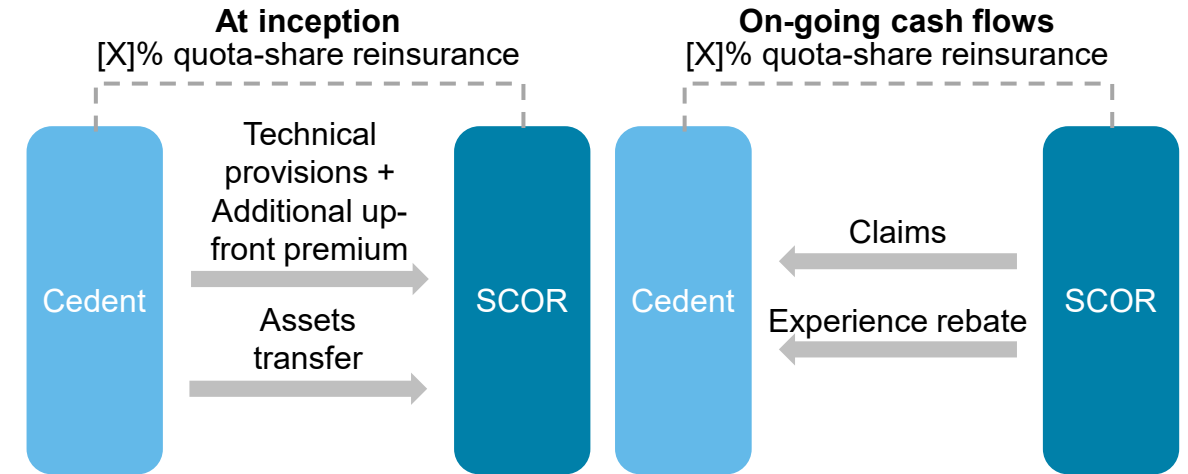 At inception
[X]% quota-share reinsurance
Technical
provisions +
Additional up-
front premium
Cedent
SCOR
Assets
transfer
On-going cash flows
[X]% quota-share reinsurance
Claims
Cedent
SCOR
Experience rebate